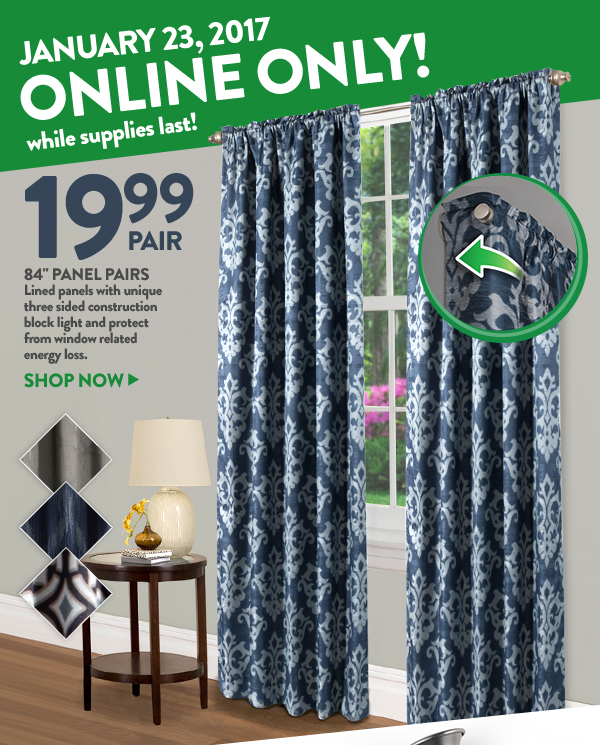 JANUARY 23, 2017
ONLINE ONLY!
while supplies last!
19 99
PAIR
84" PANEL PAIRS
Lined panels with unique
three sided construction
block light and protect
from window related
energy loss.
SHOP NOW